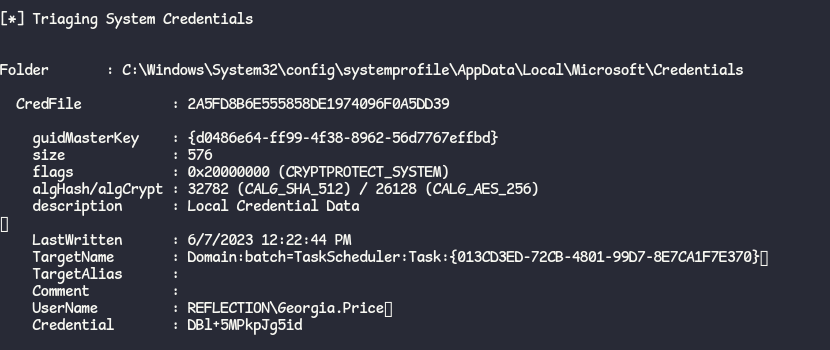 [*] Triaging System Credentials
Folder : C:\Windows\System32\config\systemprofile\AppData\Local\Microsoft\Credentials
CredFile : 2A5FD8B6E555858DE1974096F0A5DD39
guidMasterKey : {d0486e64-ff99-4f38-8962-56d7767effbd}
size : 576
flags : 0x20000000 (CRYPTPROTECT_SYSTEM)
algHash/algCrypt : 32782 (CALG_SHA_512) / 26128 (CALG_AES_256)
description : Local Credential Data
LastWritten : 6/7/2023 12:22:44 PM
TargetName : Domain:batch=TaskScheduler:Task:{013CD3ED-72CB-4801-99D7-8E7CA1F7E370}
TargetAlias :
Comment :
UserName : REFLECTION\Georgia.Price
Credential : DBl+5MPkpJg5id